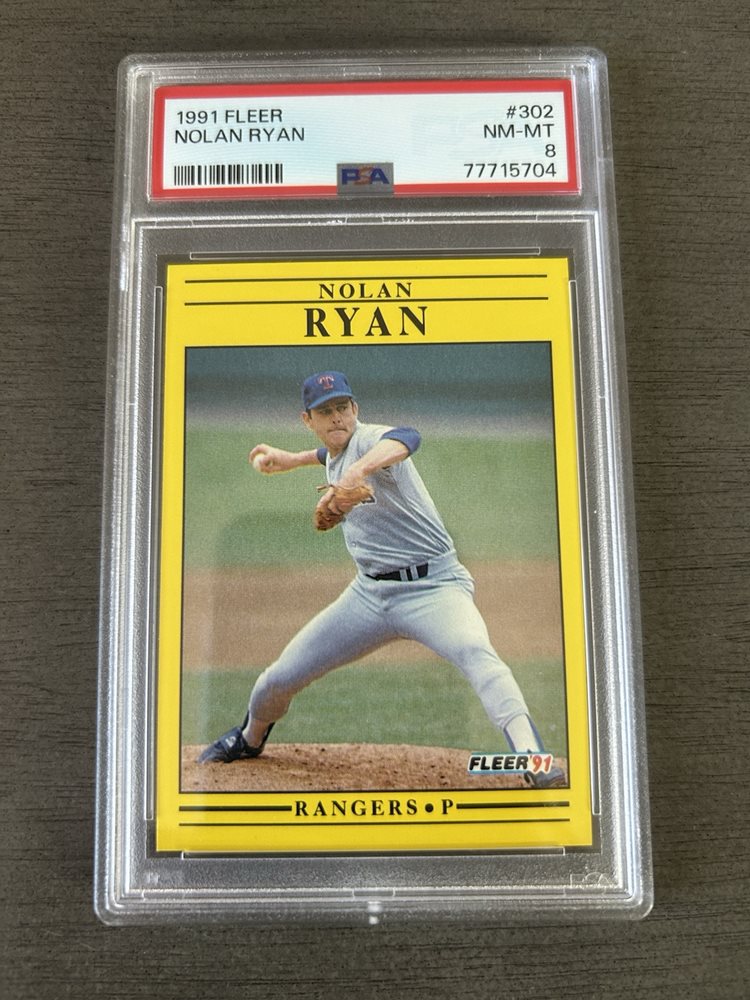 1991 FLEER
#302
NOLAN RYAN
NM-MT
8
77715704
PSA
NOLAN
RYAN
T
FLEER '91
RANGERS • P